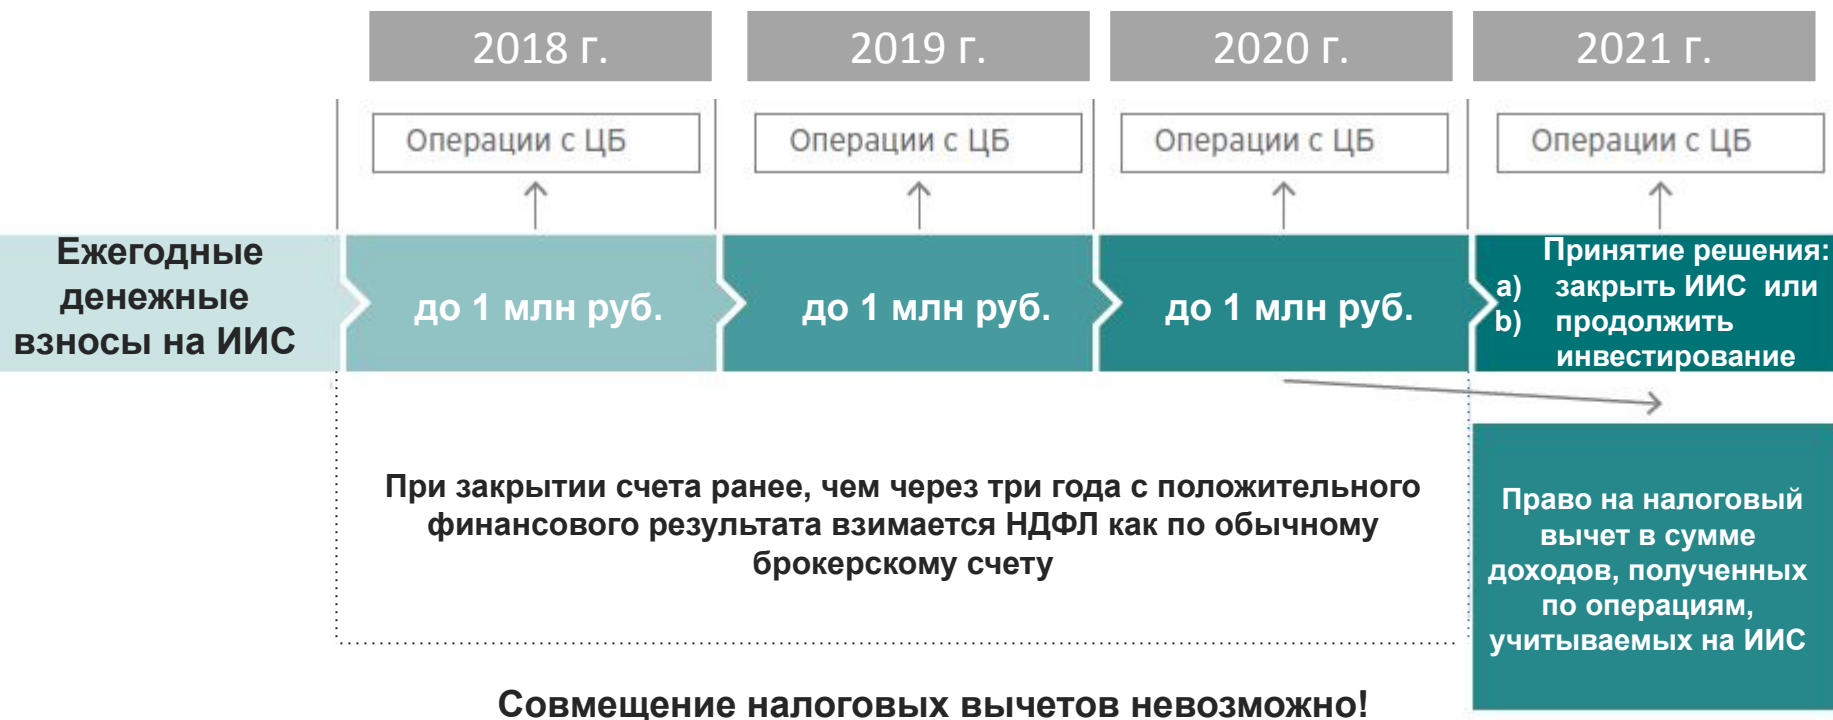 2018 г.
2019 г.
2020 г.
2021 г.
Операции с ЦБ
Операции с ЦБ
Операции с ЦБ
Операции с ЦБ
Ежегодные
денежные
взносы на ИИС
до 1 млн руб.
до 1 млн руб.
до 1 млн руб.
Принятие решения:
a) закрыть ИИС или
b) продолжить
инвестирование
При закрытии счета ранее, чем через три года с положительного
финансового результата взимается НДФЛ как по обычному
брокерскому счету
Право на налоговый
вычет в сумме
доходов, полученных
по операциям,
учитываемых на ИИС
Совмещение налоговых вычетов невозможно!